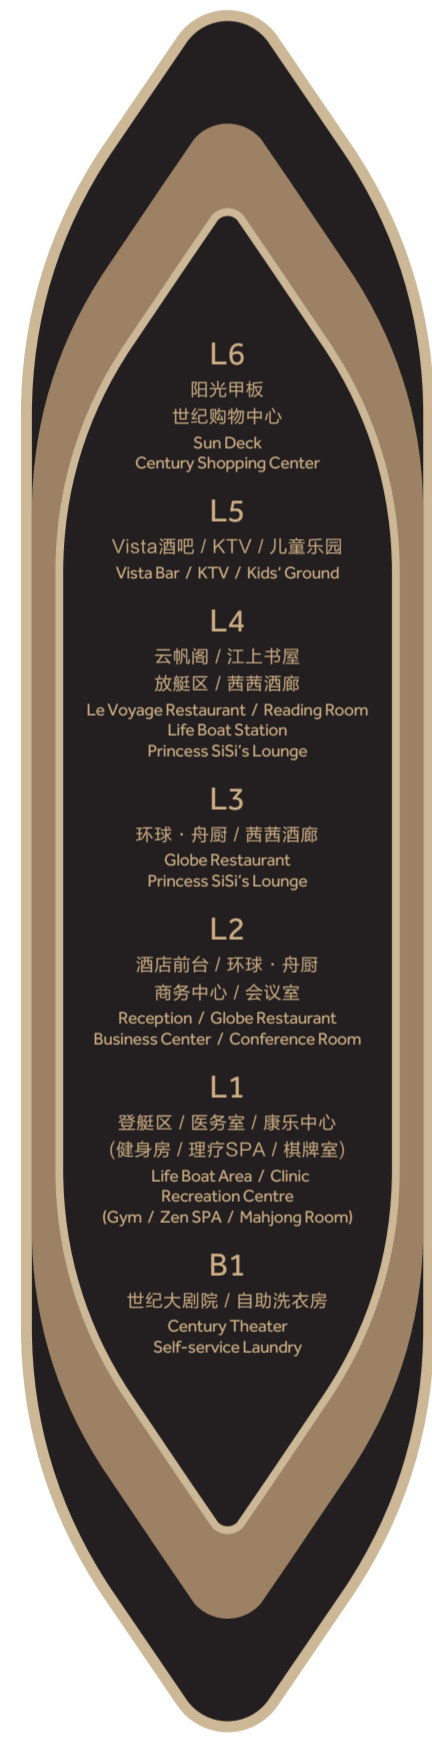 L6
阳光甲板
世纪购物中心
Sun Deck
Century Shopping Center
L5
Vista酒吧 / KTV / 儿童乐园
Vista Bar / KTV / Kids' Ground
L4
云帆阁 / 江上书屋
放艇区 / 茜茜酒廊
Le Voyage Restaurant / Reading Room
Life Boat Station
Princess SiSi's Lounge
L3
环球·舟厨 / 茜茜酒廊
Globe Restaurant
Princess SiSi's Lounge
L2
酒店前台 / 环球·舟厨
商务中心 / 会议室
Reception / Globe Restaurant
Business Center / Conference Room
L1
登艇区 / 医务室 / 康乐中心
(健身房 / 理疗SPA / 棋牌室)
Life Boat Area / Clinic
Recreation Centre
(Gym / Zen SPA / Mahjong Room)
B1
世纪大剧院 / 自助洗衣房
Century Theater
Self-service Laundry